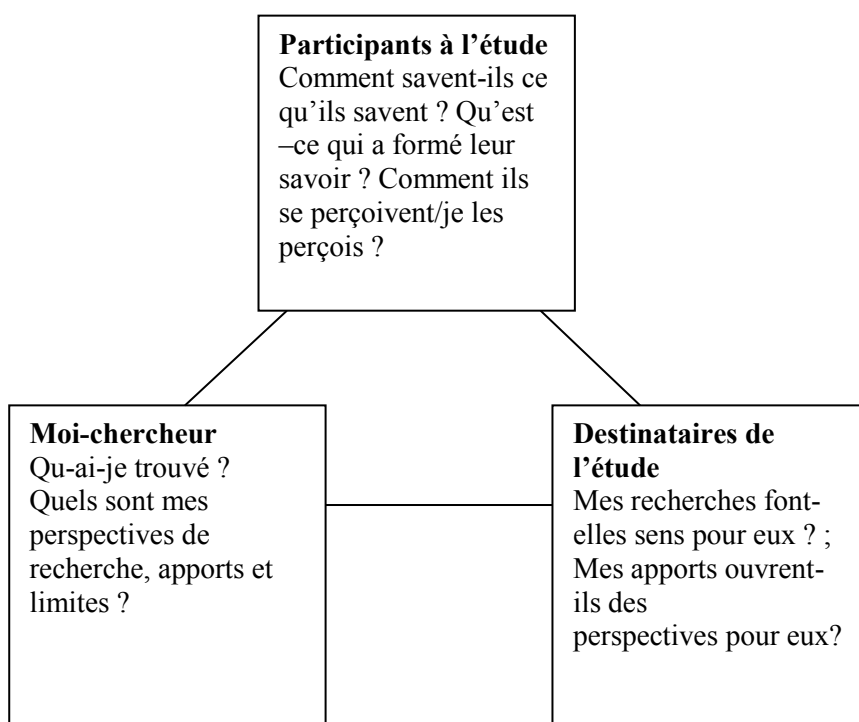 Participants à l’étude
Comment savent-ils ce
qu’ils savent ? Qu’est
–ce qui a formé leur
savoir ? Comment ils
se perçoivent/je les
perçois ?
Moi-chercheur
Qu-ai-je trouvé ?
Quels sont mes
perspectives de
recherche, apports et
limites ?
Destinataires de
l’étude
Mes recherches font-
elles sens pour eux ? ;
Mes apports ouvrent-
ils des
perspectives pour eux?